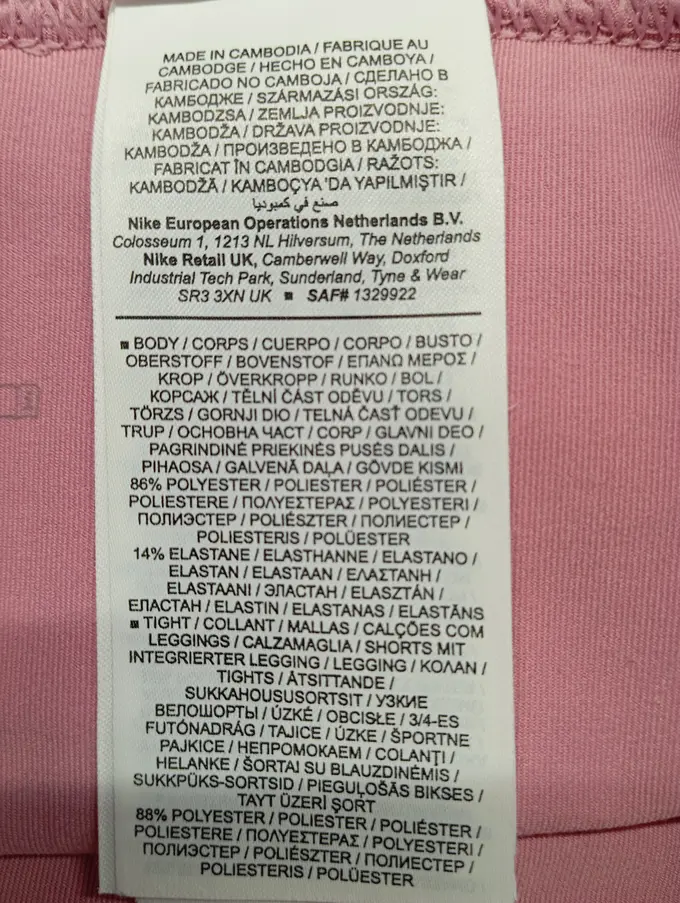 MADE IN CAMBODIA / FABRIQUE AU
CAMBODGE / HECHO EN CAMBOYA /
FABRICADO NO CAMBOJA / СДЕЛАНО В
КАМБОДЖЕ / SZÁRMAZÁSI ORSZÁG:
KAMBODZSA / ZEMLJA PROIZVODNJE:
KAMBODŽA / DRŽAVA PROIZVODNJE:
KAMBODŽA / ПРОИЗВЕДЕНО В КАМБОДЖА /
FABRICAT ÎN CAMBODGIA / RAŽOTS:
KAMBODŽĀ / KAMBOÇYA 'DA YAPILMIŞTIR /
صنع في كمبوديا
Nike European Operations Netherlands B.V.
Colosseum 1, 1213 NL Hilversum, The Netherlands
Nike Retail UK, Camberwell Way, Doxford
Industrial Tech Park, Sunderland, Tyne & Wear
SR3 3XN UK ■ SAF# 1329922
BODY / CORPS / CUERPO / CORPO / BUSTO /
OBERSTOFF / BOVENSTOF / ΕΠΑΝΩ ΜΕΡΟΣ /
KROP / ÖVERKROPP / RUNKO / BOL /
КОРСАЖ / TĚLNÍ ČÁST ODĚVU / TORS /
TÖRZS / GORNJI DIO / TELNÁ ČASŤ ODEVU /
TRUP / ОСНОВНА ЧАСТ / CORP / GLAVNI DEO /
PAGRINDINĖ PRIEKINĖS PUSĖS DALIS /
PIHAOSA / GALVENĀ DAĻA / GÖVDE KISMI
86% POLYESTER / POLIESTER / POLIÉSTER /
POLIESTERE / ΠΟΛΥΕΣΤΕΡΑΣ / POLYESTERI /
ПОЛИЭСТЕР / POLIÉSZTER / ПОЛИЕСТЕР /
POLIESTERIS / POLÜESTER
14% ELASTANE / ELASTHANNE / ELASTANO /
ELASTAN / ELASTAAN / ΕΛΑΣΤΑΝΗ /
ELASTAANI / ЭЛАСТАН / ELASZTÁN /
ЕЛАСТАН / ELASTIN / ELASTANAS / ELASTĀNS
TIGHT / COLLANT / MALLAS / CALÇÕES COM
LEGGINGS / CALZAMAGLIA / SHORTS MIT
INTEGRIERTER LEGGING / LEGGING / ΚΟΛΑΝ /
TIGHTS / ÅTSITTANDE /
SUKKAHOUSUSORTSIT / УЗКИЕ
ВЕЛОШОРТЫ / ÚZKÉ / OBCISŁE / 3/4-ES
FUTÓNADRÁG / TAJICE / ÚZKE / ŠPORTNE
PAJKICE / НЕПРОМОКАЕМ / COLANȚI /
HELANKE / ŠORTAI SU BLAUZDINĖMIS /
SUKKPÜKS-SORTSID / PIEGUĻOŠĀS BIKSES /
TAYT ÜZERİ ŞORT
88% POLYESTER / POLIESTER / POLIÉSTER /
POLIESTERE / ΠΟΛΥΕΣΤΕΡΑΣ / POLYESTERI /
ПОЛИЭСТЕР / POLIÉSZTER / ПОЛИЕСТЕР /
POLIESTERIS / POLÜESTER